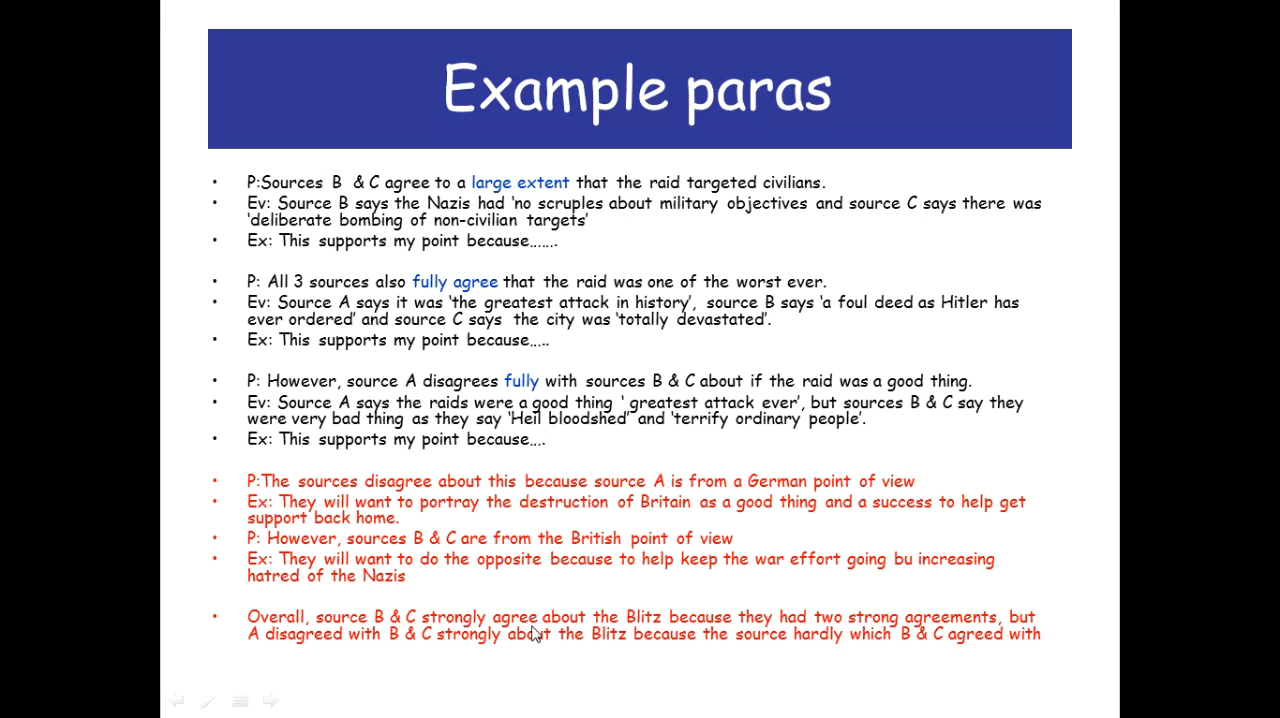 Example paras
• P:Sources B & C agree to a large extent that the raid targeted civilians.
• Ev: Source B says the Nazis had ‘no scruples about military objectives and source C says there was
‘deliberate bombing of non-civilian targets’
• Ex: This supports my point because…….
• P: All 3 sources also fully agree that the raid was one of the worst ever.
• Ev: Source A says it was ‘the greatest attack in history’, source B says ‘a foul deed as Hitler has
ever ordered’ and source C says the city was ‘totally devastated’.
• Ex: This supports my point because…..
• P: However, source A disagrees fully with sources B & C about if the raid was a good thing.
• Ev: Source A says the raids were a good thing ‘ greatest attack ever’, but sources B & C say they
were very bad thing as they say ‘Heil bloodshed’ and ‘terrify ordinary people’.
• Ex: This supports my point because….
• P:The sources disagree about this because source A is from a German point of view
• Ex: They will want to portray the destruction of Britain as a good thing and a success to help get
support back home.
• P: However, sources B & C are from the British point of view
• Ex: They will want to do the opposite because to help keep the war effort going bu increasing
hatred of the Nazis
• Overall, source B & C strongly agree about the Blitz because they had two strong agreements, but
A disagreed with B & C strongly about the Blitz because the source hardly which B & C agreed with